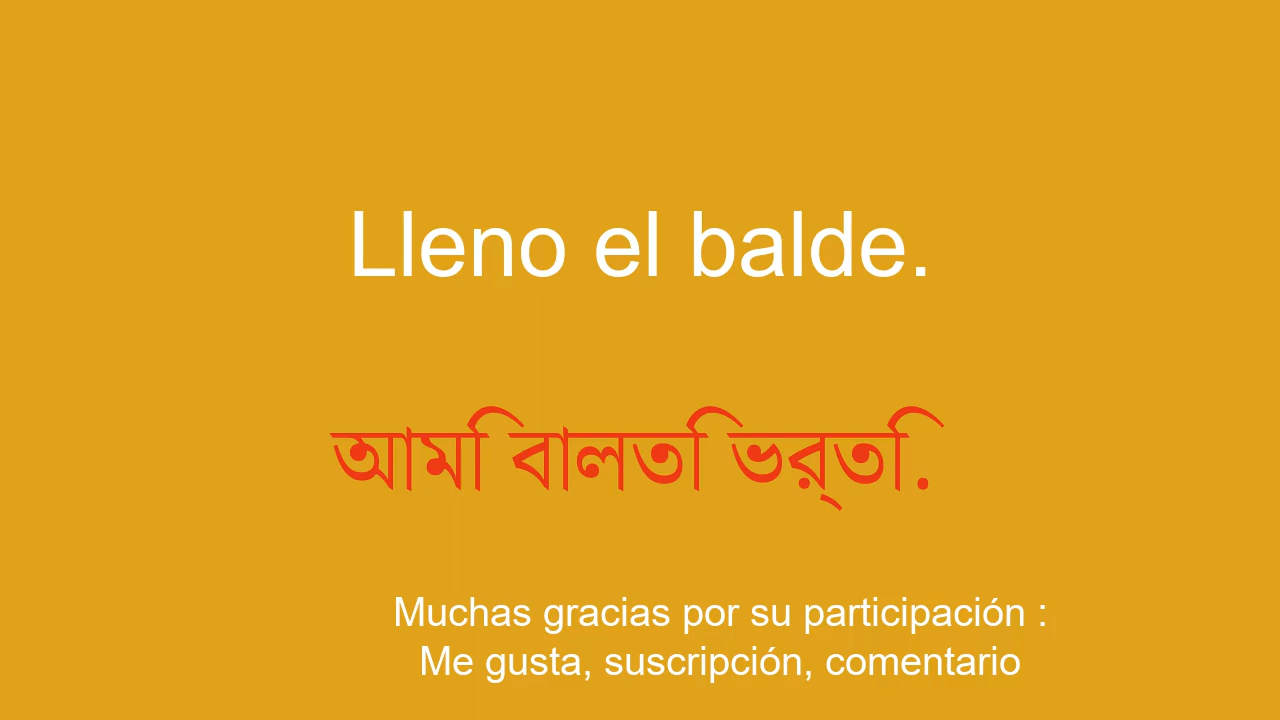 Lleno el balde.
আমি বালতি ভর্তি.
Muchas gracias por su participación :
Me gusta, suscripción, comentario